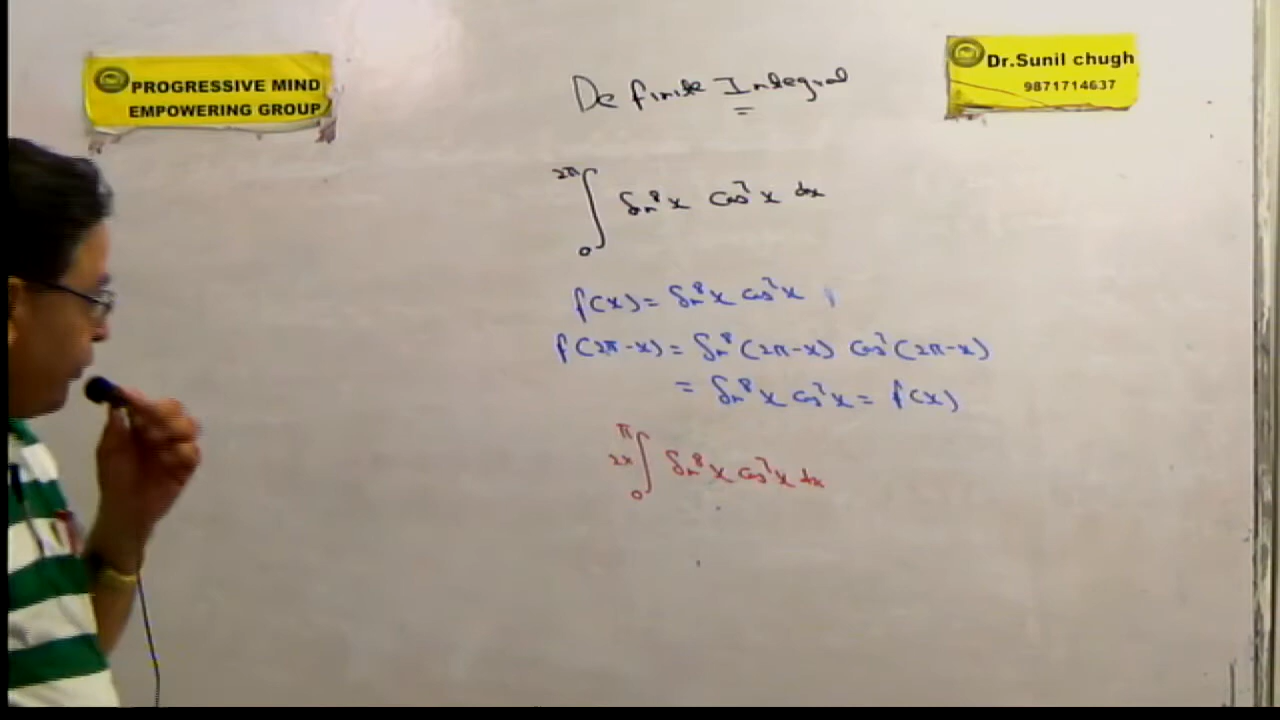 PROGRESSIVE MIND
EMPOWERING GROUP
Dr.Sunil chugh
9871714637
Definite Integral
∫₀^2π Sin⁸x Cos⁷x dx
f(x) = Sin⁸x cos⁷x
f(2π-x) = Sin⁸(2π-x) Cos⁷(2π-x)
= Sin⁸x cos⁷x = f(x)
2x ∫₀^π Sin⁸x cos⁷x dx